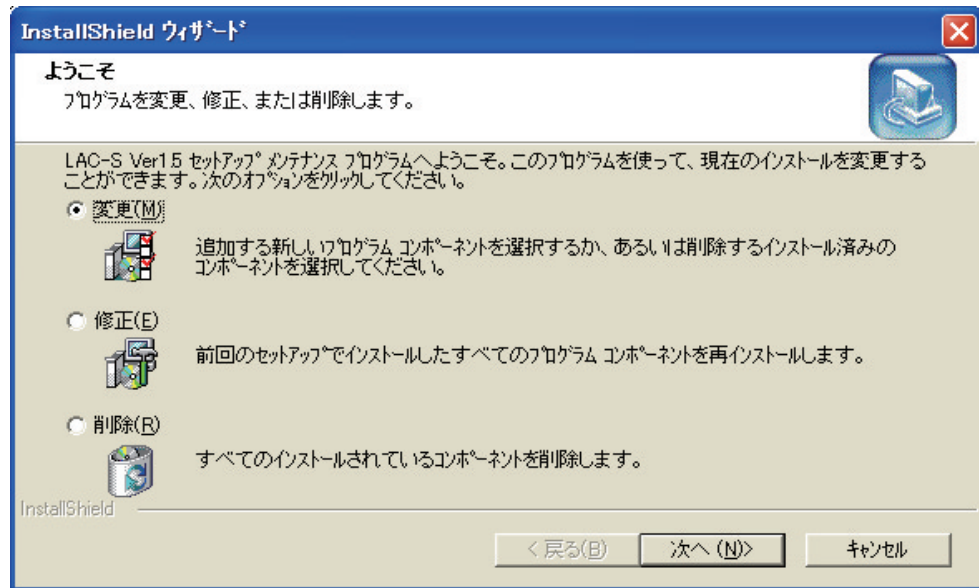 InstallShield ウィザード
ようこそ
プログラムを変更、修正、または削除します。
LAC-S Ver15 セットアップ メンテナンス プログラムへようこそ。このプログラムを使って、現在のインストールを変更する
ことができます。次のオプションをクリックしてください。
変更(M)
追加する新しいプログラム コンポーネントを選択するか、あるいは削除するインストール済みの
コンポーネントを選択してください。
修正(E)
前回のセットアップでインストールしたすべてのプログラム コンポーネントを再インストールします。
削除(R)
すべてのインストールされているコンポーネントを削除します。
InstallShield
< 戻る(B)
次へ (N)>
キャンセル